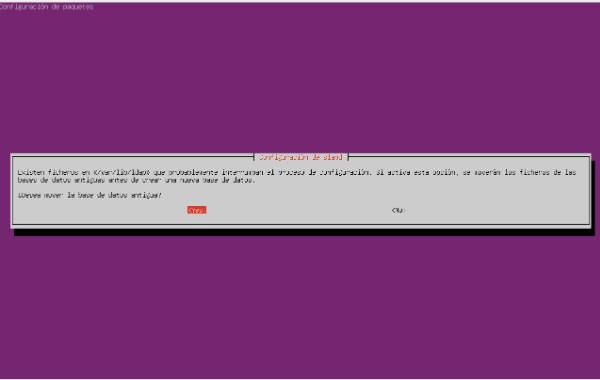 Configuración de paquetes
Configuración de slapd
Existen ficheros en «/var/lib/ldap» que probablemente interrumpan el proceso de configuración. Si activa esta opción, se moverán los ficheros de las
bases de datos antiguas antes de crear una nueva base de datos.
¿Desea mover la base de datos antigua?
<No>